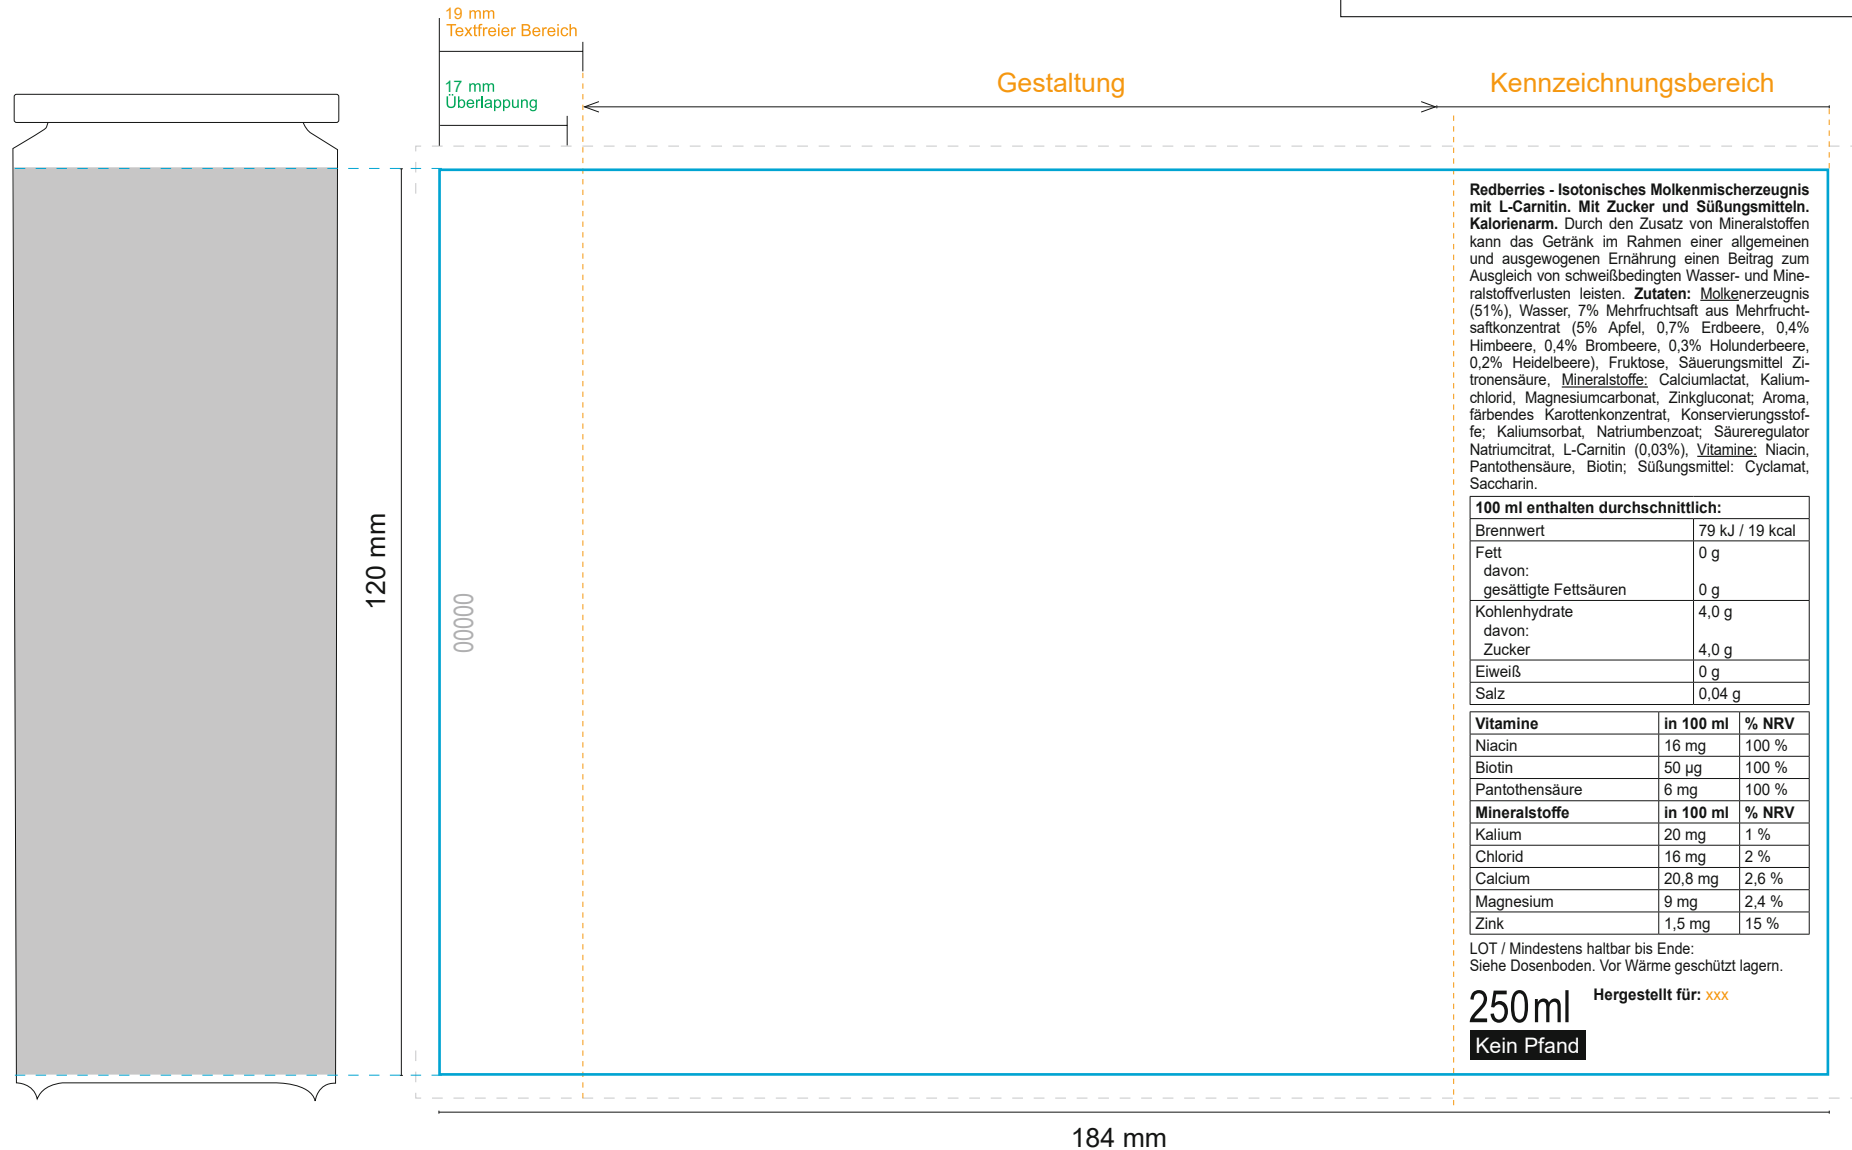 19 mm
Textfreier Bereich
17 mm
Überlappung
Gestaltung
Kennzeichnungsbereich
120 mm
00000
Redberries - Isotonisches Molkenmischerzeugnis
mit L-Carnitin. Mit Zucker und Süßungsmitteln.
Kalorienarm. Durch den Zusatz von Mineralstoffen
kann das Getränk im Rahmen einer allgemeinen
und ausgewogenen Ernährung einen Beitrag zum
Ausgleich von schweißbedingten Wasser- und Mine-
ralstoffverlusten leisten. Zutaten: Molkenerzeugnis
(51%), Wasser, 7% Mehrfruchtsaft aus Mehrfrucht-
saftkonzentrat (5% Apfel, 0,7% Erdbeere, 0,4%
Himbeere, 0,4% Brombeere, 0,3% Holunderbeere,
0,2% Heidelbeere), Fruktose, Säuerungsmittel Zi-
tronensäure, Mineralstoffe: Calciumlactat, Kalium-
chlorid, Magnesiumcarbonat, Zinkgluconat; Aroma,
färbendes Karottenkonzentrat, Konservierungsstof-
fe; Kaliumsorbat, Natriumbenzoat; Säureregulator
Natriumcitrat, L-Carnitin (0,03%), Vitamine: Niacin,
Pantothensäure, Biotin; Süßungsmittel: Cyclamat,
Saccharin.
100 ml enthalten durchschnittlich:
Brennwert 79 kJ / 19 kcal
Fett 0 g
davon:
gesättigte Fettsäuren 0 g
Kohlenhydrate 4,0 g
davon:
Zucker 4,0 g
Eiweiß 0 g
Salz 0,04 g
Vitamine in 100 ml % NRV
Niacin 16 mg 100 %
Biotin 50 µg 100 %
Pantothensäure 6 mg 100 %
Mineralstoffe in 100 ml % NRV
Kalium 20 mg 1 %
Chlorid 16 mg 2 %
Calcium 20,8 mg 2,6 %
Magnesium 9 mg 2,4 %
Zink 1,5 mg 15 %
LOT / Mindestens haltbar bis Ende:
Siehe Dosenboden. Vor Wärme geschützt lagern.
250 ml Hergestellt für: xxx
Kein Pfand
184 mm